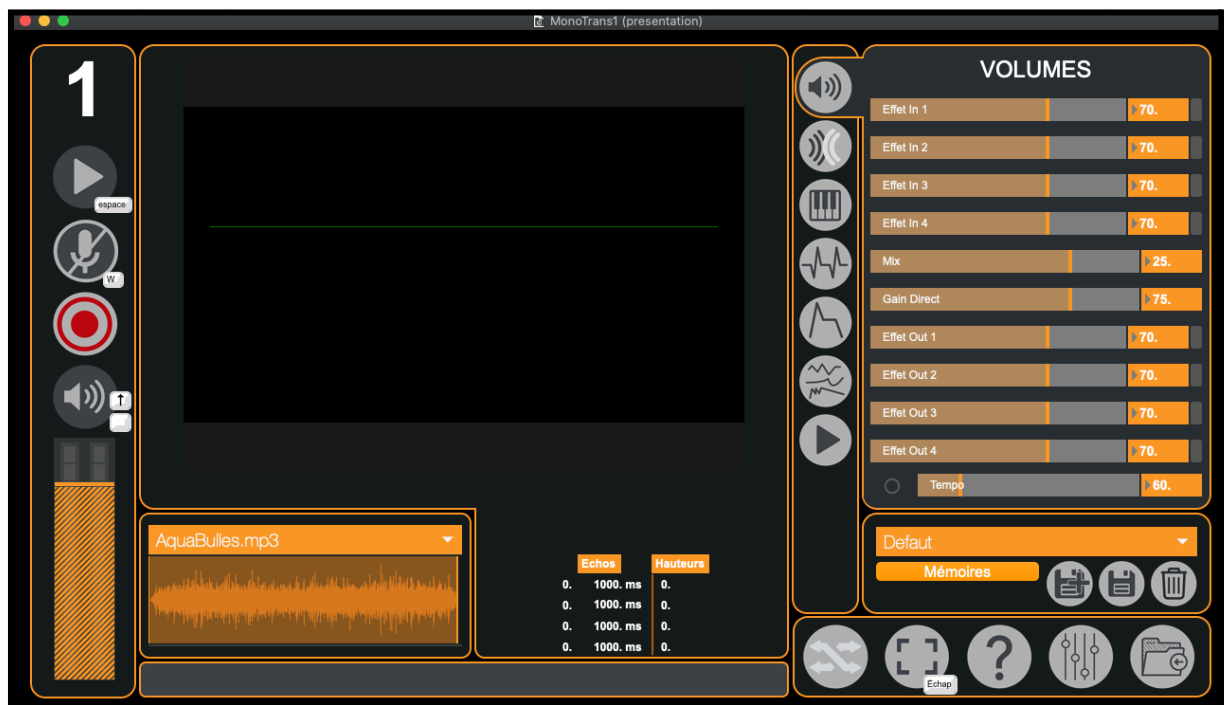 MonoTrans1 (presentation)
1
espace
W
↑
AquaBulles.mp3
Echos Hauteurs
0. 1000. ms 0.
0. 1000. ms 0.
0. 1000. ms 0.
0. 1000. ms 0.
VOLUMES
Effet In 1 70.
Effet In 2 70.
Effet In 3 70.
Effet In 4 70.
Mix 25.
Gain Direct 75.
Effet Out 1 70.
Effet Out 2 70.
Effet Out 3 70.
Effet Out 4 70.
Tempo 60.
Defaut
Mémoires
?
Échap